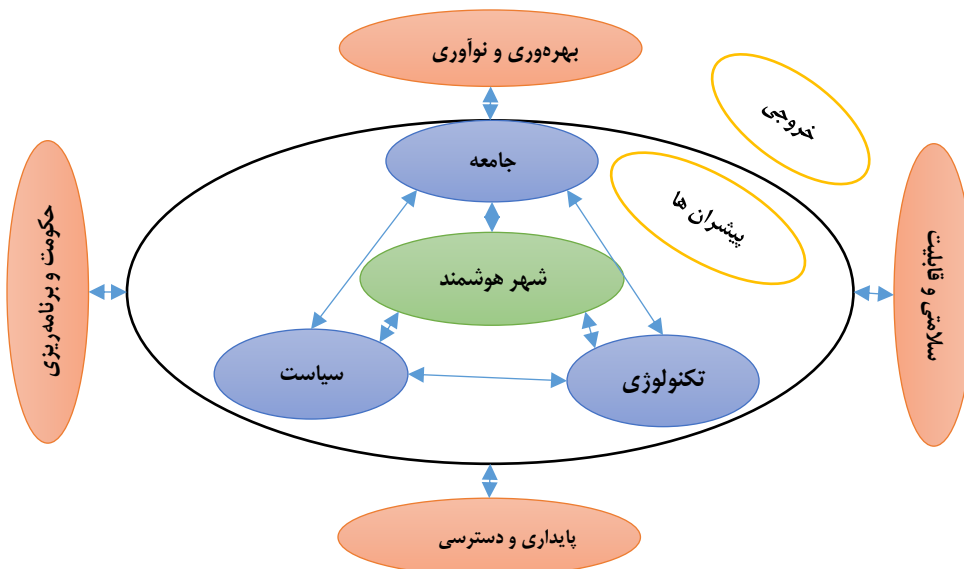 بهره‌وری و نوآوری
خروجی
جامعه
پیشران ها
حکومت و برنامه‌ریزی
شهر هوشمند
سلامتی و قابلیت
سیاست
تکنولوژی
پایداری و دسترسی